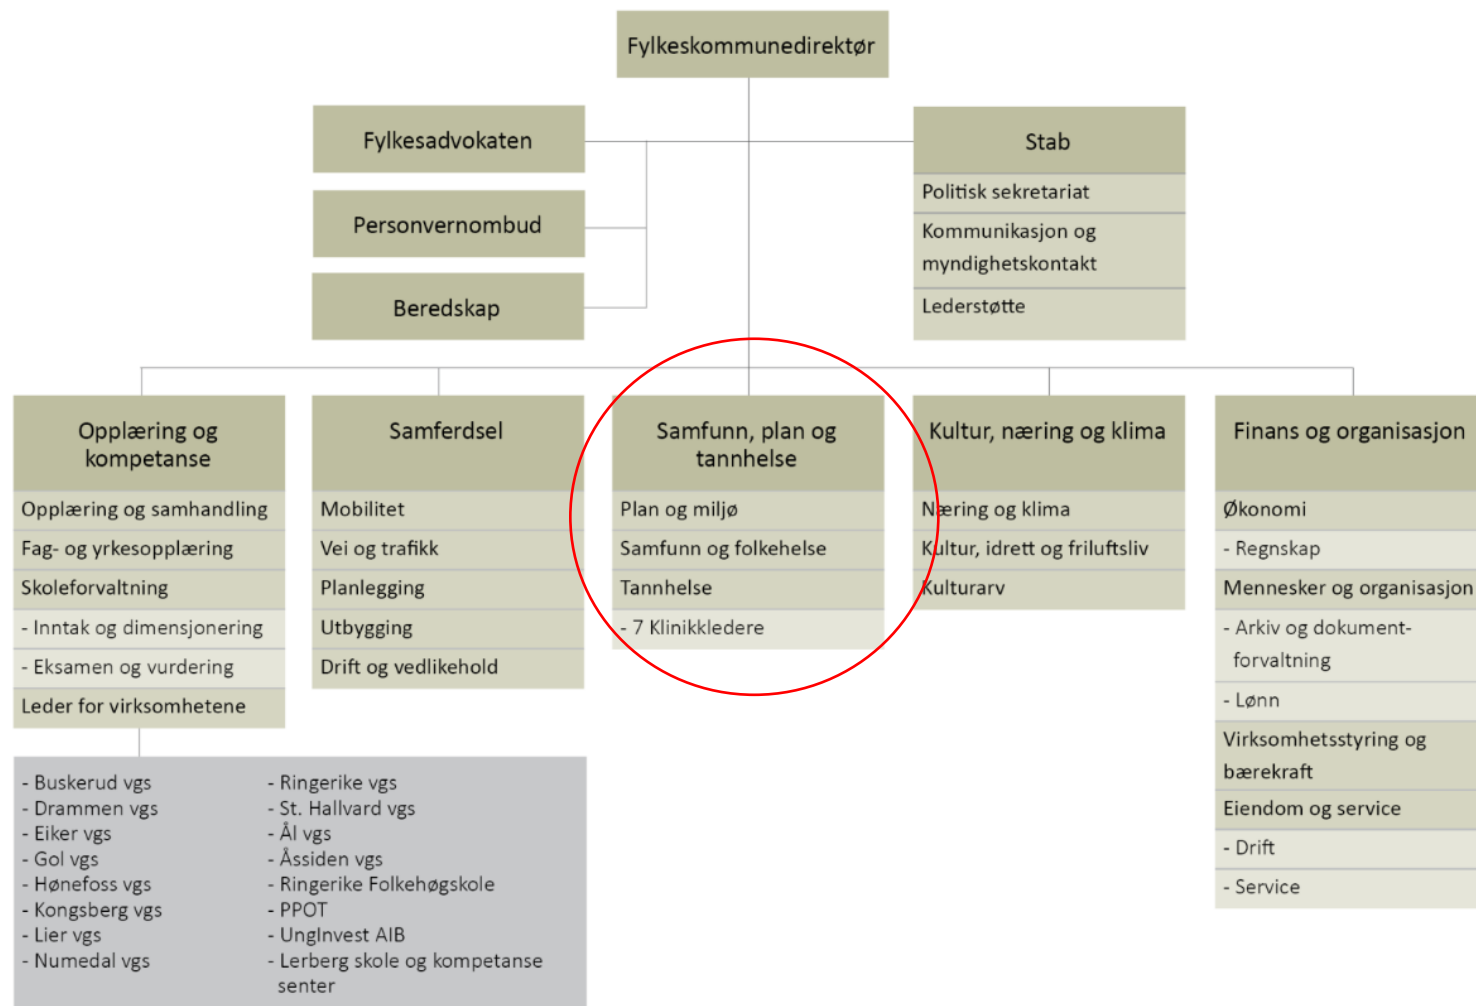 Fylkeskommunedirektør
Fylkesadvokaten
Personvernombud
Beredskap
Stab
Politisk sekretariat
Kommunikasjon og
myndighetskontakt
Lederstøtte
Opplæring og
kompetanse
Opplæring og samhandling
Fag- og yrkesopplæring
Skoleforvaltning
- Inntak og dimensjonering
- Eksamen og vurdering
Leder for virksomhetene
- Buskerud vgs
- Drammen vgs
- Eiker vgs
- Gol vgs
- Hønefoss vgs
- Kongsberg vgs
- Lier vgs
- Numedal vgs
- Ringerike vgs
- St. Hallvard vgs
- Ål vgs
- Åssiden vgs
- Ringerike Folkehøgskole
- PPOT
- UngInvest AIB
- Lerberg skole og kompetanse
senter
Samferdsel
Mobilitet
Vei og trafikk
Planlegging
Utbygging
Drift og vedlikehold
Samfunn, plan og
tannhelse
Plan og miljø
Samfunn og folkehelse
Tannhelse
- 7 Klinikkledere
Kultur, næring og klima
Næring og klima
Kultur, idrett og friluftsliv
Kulturarv
Finans og organisasjon
Økonomi
- Regnskap
Mennesker og organisasjon
- Arkiv og dokument-
forvaltning
- Lønn
Virksomhetsstyring og
bærekraft
Eiendom og service
- Drift
- Service